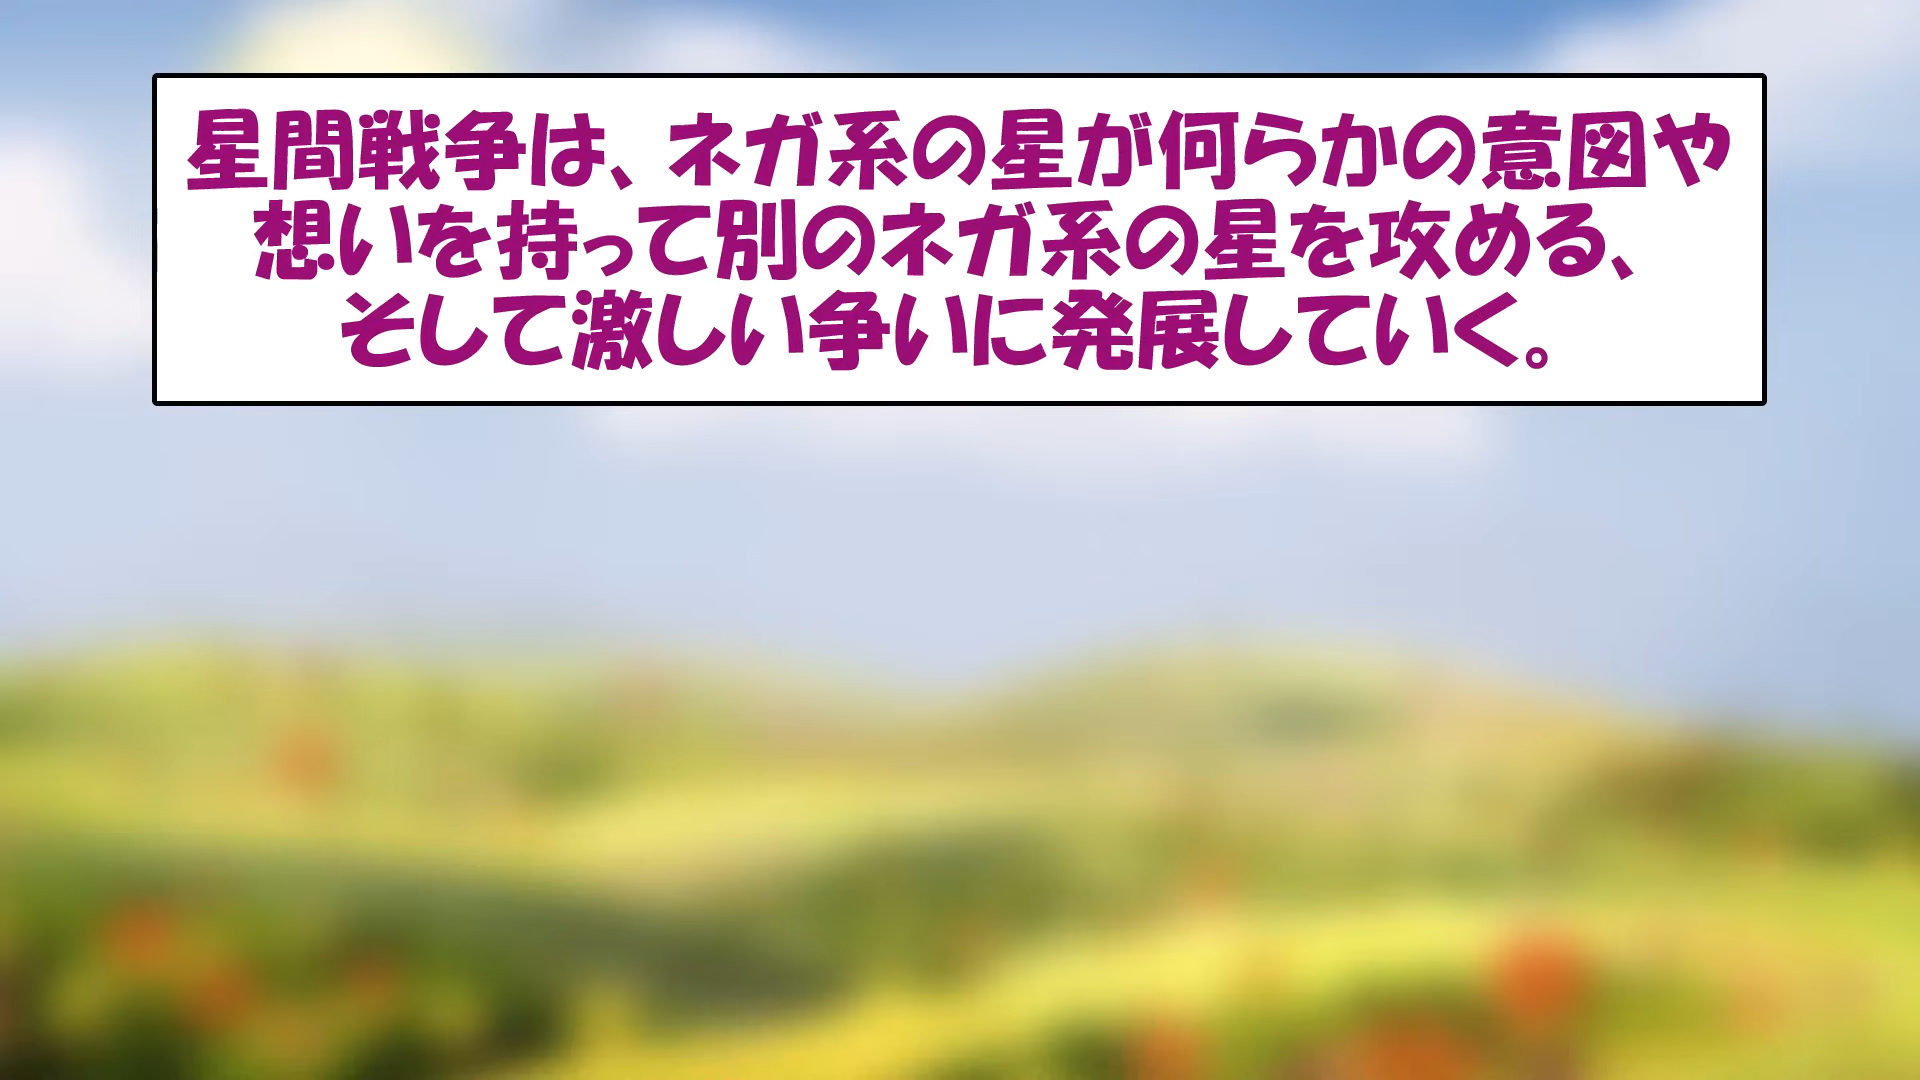 星間戦争は、ネガ系の星が何らかの意図や
想いを持って別のネガ系の星を攻める、
そして激しい争いに発展していく。